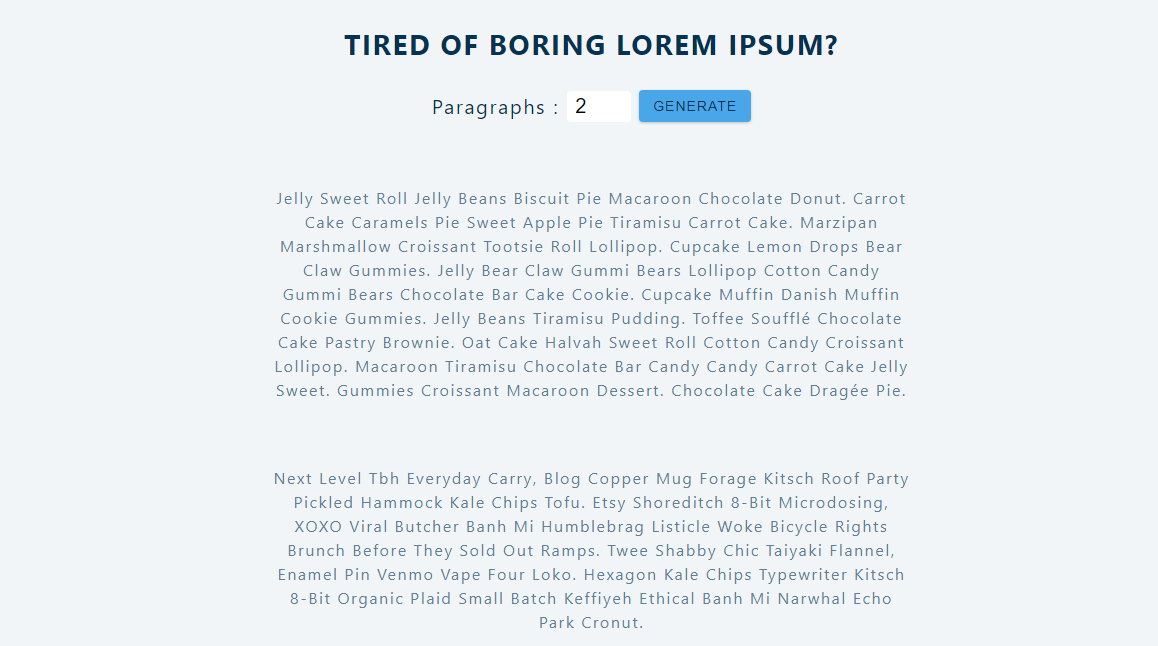 TIRED OF BORING LOREM IPSUM?
Paragraphs : 2 GENERATE
Jelly Sweet Roll Jelly Beans Biscuit Pie Macaroon Chocolate Donut. Carrot
Cake Caramels Pie Sweet Apple Pie Tiramisu Carrot Cake. Marzipan
Marshmallow Croissant Tootsie Roll Lollipop. Cupcake Lemon Drops Bear
Claw Gummies. Jelly Bear Claw Gummi Bears Lollipop Cotton Candy
Gummi Bears Chocolate Bar Cake Cookie. Cupcake Muffin Danish Muffin
Cookie Gummies. Jelly Beans Tiramisu Pudding. Toffee Soufflé Chocolate
Cake Pastry Brownie. Oat Cake Halvah Sweet Roll Cotton Candy Croissant
Lollipop. Macaroon Tiramisu Chocolate Bar Candy Candy Carrot Cake Jelly
Sweet. Gummies Croissant Macaroon Dessert. Chocolate Cake Dragée Pie.
Next Level Tbh Everyday Carry, Blog Copper Mug Forage Kitsch Roof Party
Pickled Hammock Kale Chips Tofu. Etsy Shoreditch 8-Bit Microdosing,
XOXO Viral Butcher Banh Mi Humblebrag Listicle Woke Bicycle Rights
Brunch Before They Sold Out Ramps. Twee Shabby Chic Taiyaki Flannel,
Enamel Pin Venmo Vape Four Loko. Hexagon Kale Chips Typewriter Kitsch
8-Bit Organic Plaid Small Batch Keffiyeh Ethical Banh Mi Narwhal Echo
Park Cronut.